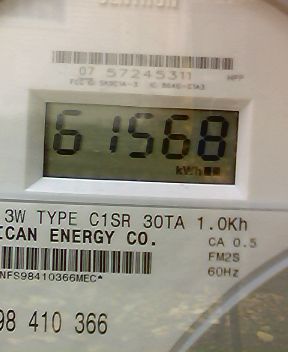 07 57245311
61568
kWh
3W TYPE C1SR 30TA 1.0Kh
ICAN ENERGY CO.
CA 0.5
FM2S
60Hz
NFS98410366MEC*
98 410 366